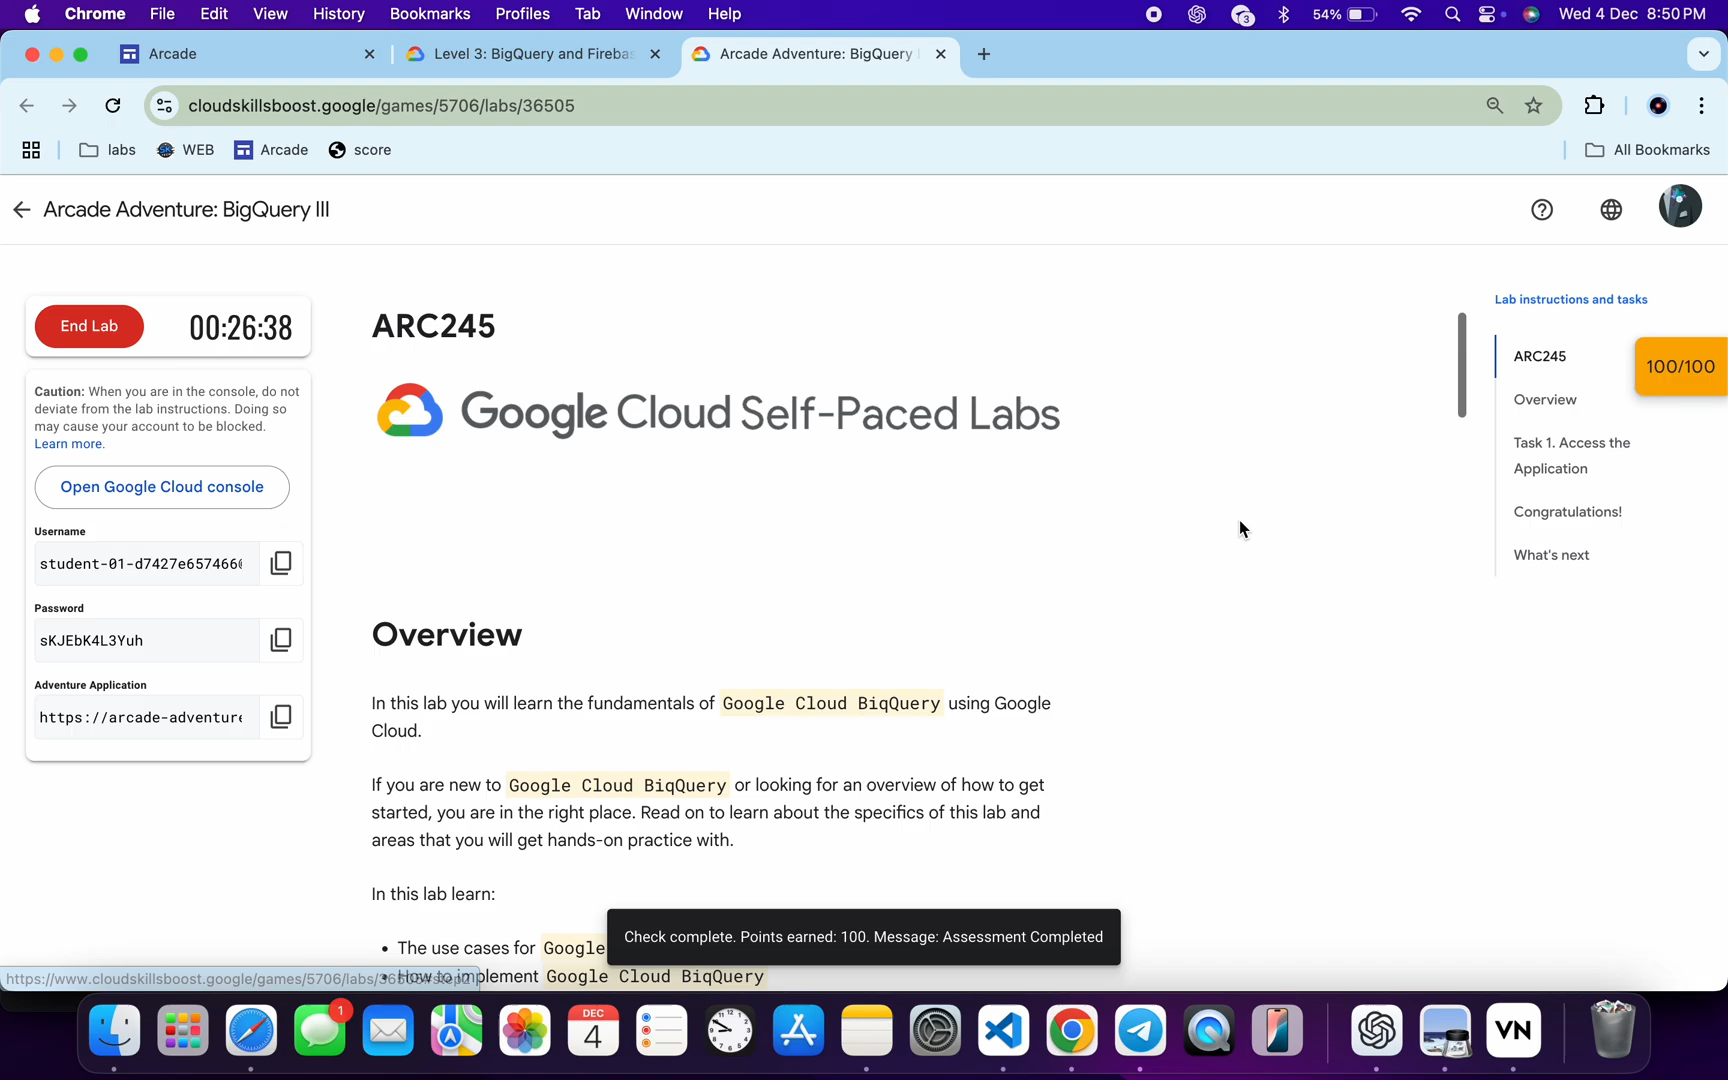 Chrome File Edit View History Bookmarks Profiles Tab Window Help 3 54% Wed 4 Dec 8:50 PM
Arcade Level 3: BigQuery and Firebas Arcade Adventure: BigQuery
cloudskillsboost.google/games/5706/labs/36505
labs WEB Arcade score All Bookmarks
Arcade Adventure: BigQuery III
End Lab 00:26:38
Caution: When you are in the console, do not
deviate from the lab instructions. Doing so
may cause your account to be blocked.
Learn more.
Open Google Cloud console
Username
student-01-d7427e657466
Password
sKJEbK4L3Yuh
Adventure Application
https://arcade-adventure
ARC245
Google Cloud Self-Paced Labs
Overview
In this lab you will learn the fundamentals of Google Cloud BiqQuery using Google
Cloud.
If you are new to Google Cloud BiqQuery or looking for an overview of how to get
started, you are in the right place. Read on to learn about the specifics of this lab and
areas that you will get hands-on practice with.
In this lab learn:
• The use cases for Google
• How to implement Google Cloud BiqQuery
Check complete. Points earned: 100. Message: Assessment Completed
Lab instructions and tasks
ARC245
100/100
Overview
Task 1. Access the
Application
Congratulations!
What's next
1
DEC
4
VN